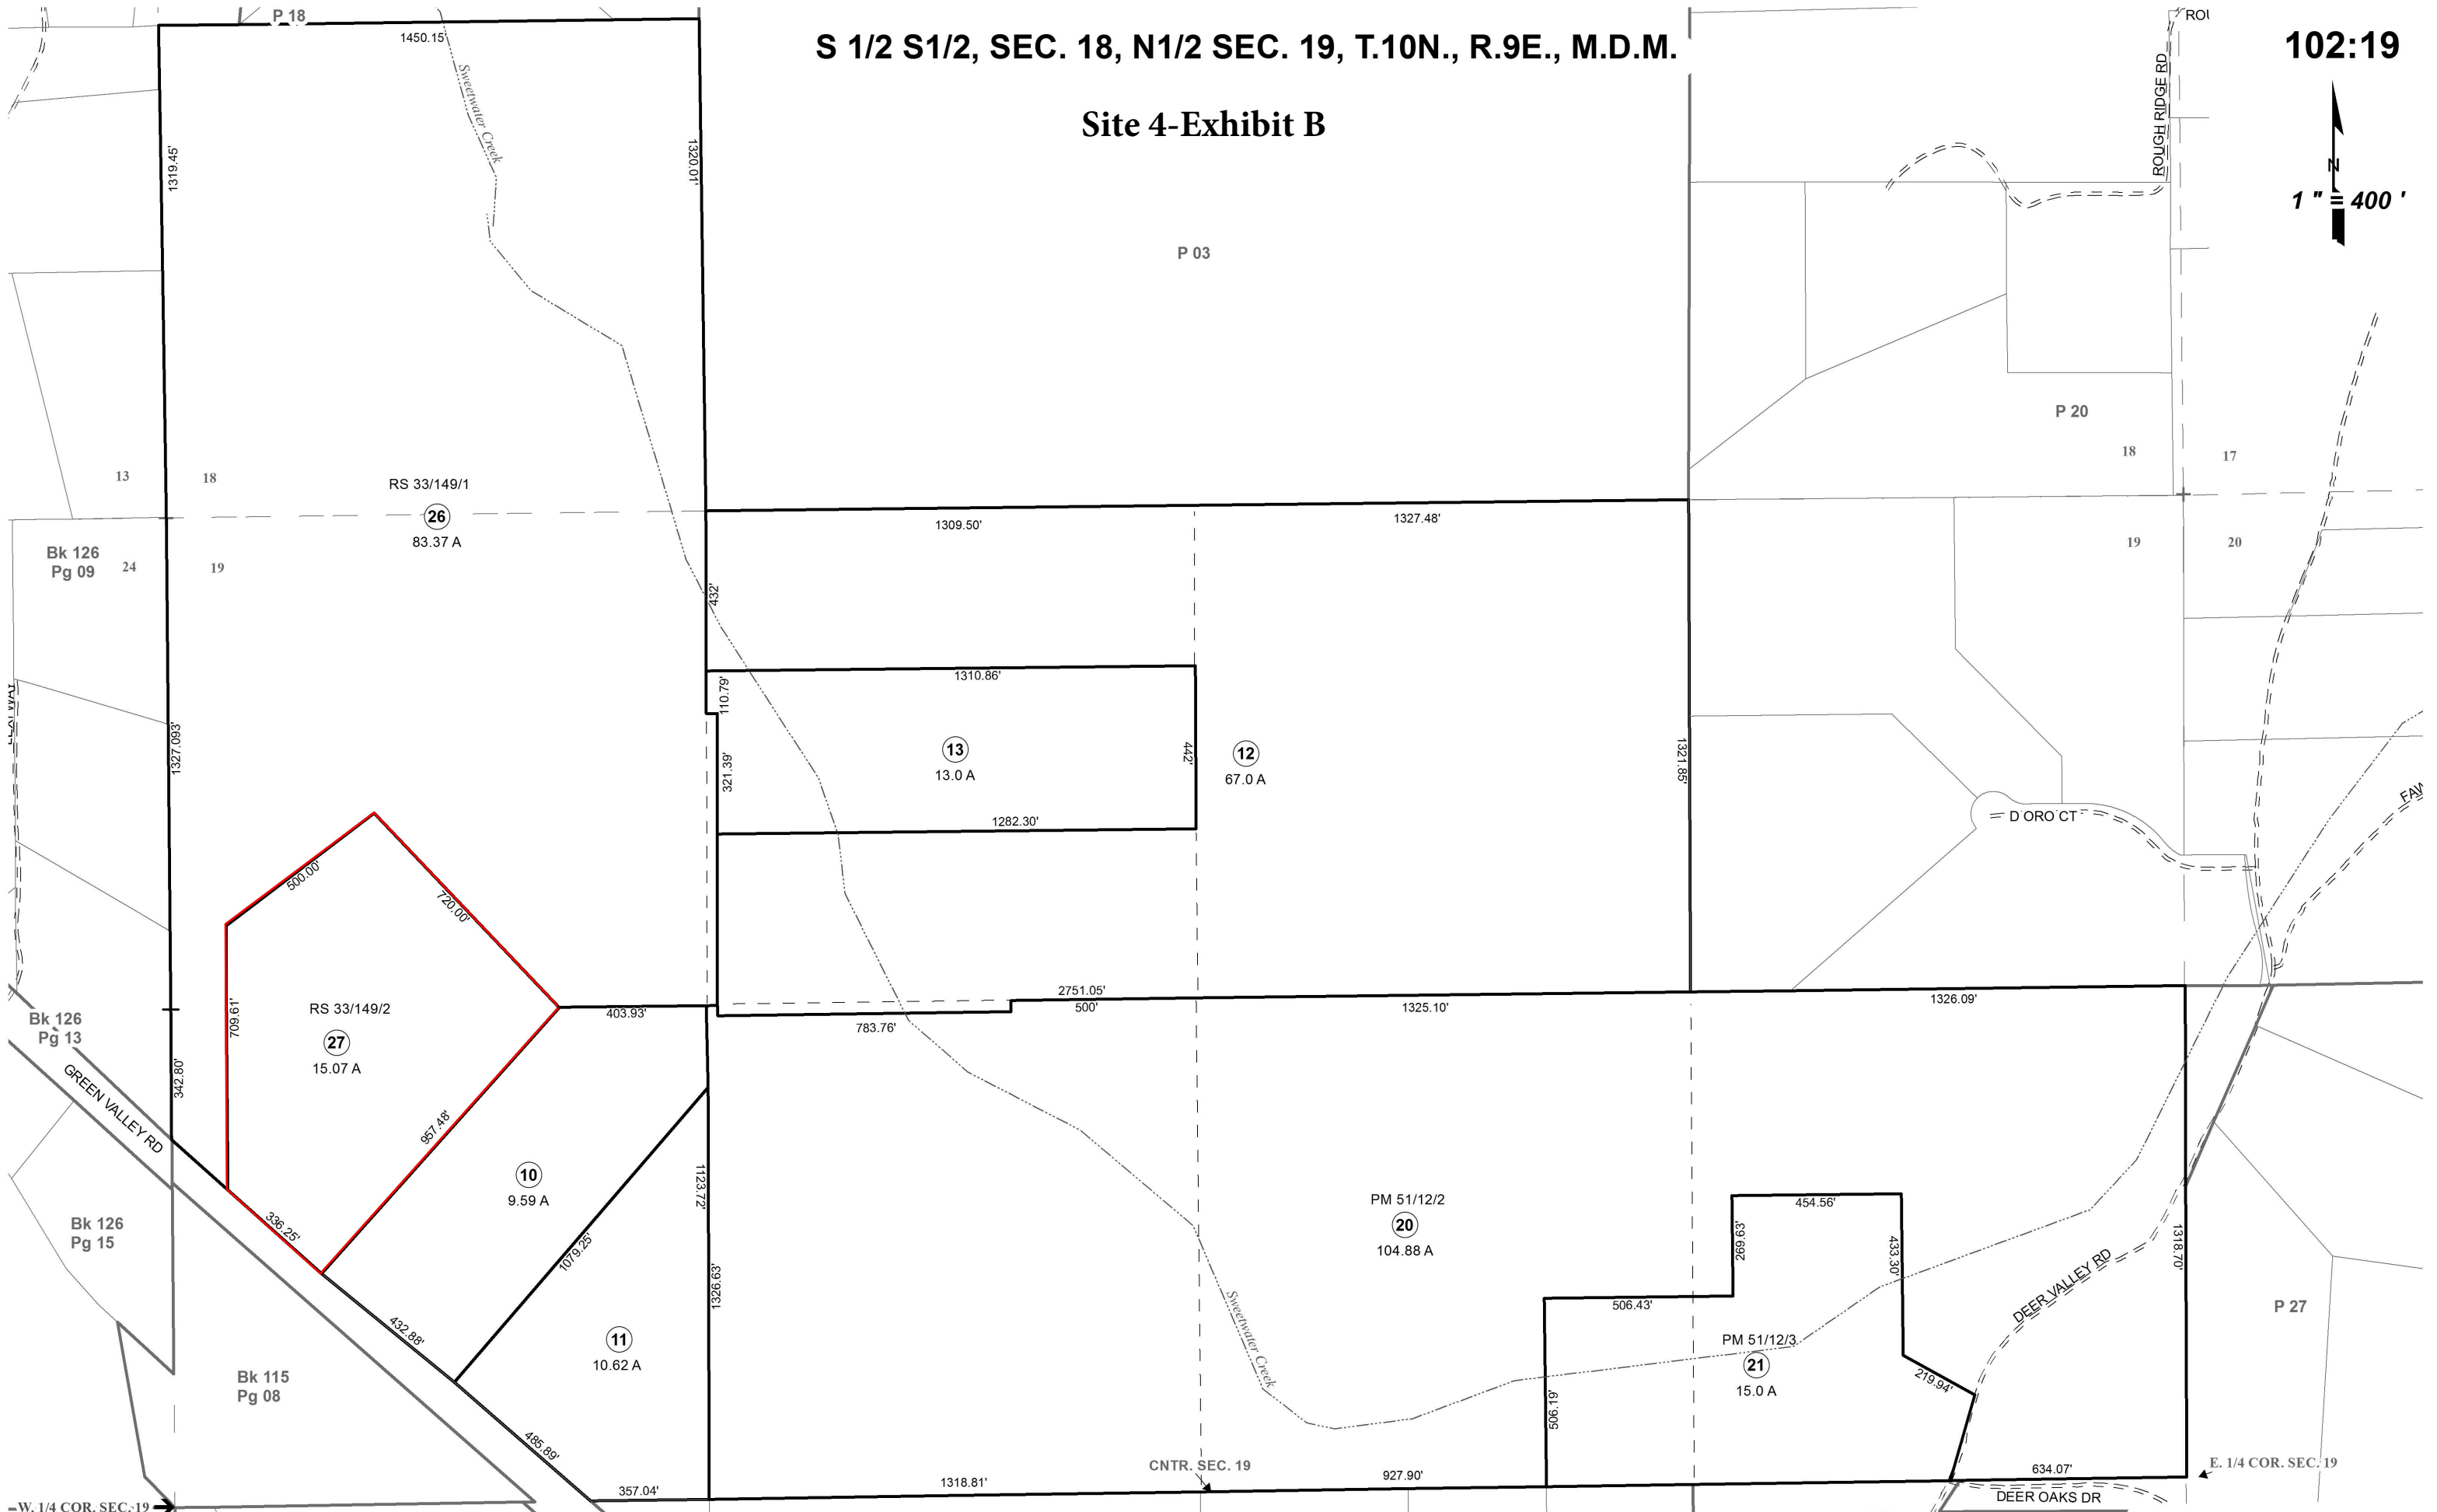 P 18
S 1/2 S1/2, SEC. 18, N1/2 SEC. 19, T.10N., R.9E., M.D.M.
102:19
Site 4-Exhibit B
N
1 " = 400 '
1450.15'
1319.45'
Sweetwater Creek
1320.01'
P 03
ROUGH RIDGE RD
P 20
13
18
18
17
RS 33/149/1
26
83.37 A
1309.50'
1327.48'
Bk 126
Pg 09
24
19
19
20
432'
1310.86'
110.79'
1327.093'
321.39'
13
13.0 A
442'
12
67.0 A
1321.85'
1282.30'
D ORO CT
500.00'
720.00'
709.61'
RS 33/149/2
27
15.07 A
403.93'
2751.05'
500'
783.76'
1325.10'
1326.09'
Bk 126
Pg 13
GREEN VALLEY RD
342.80'
957.48'
10
9.59 A
1123.72'
336.25'
1079.25'
Bk 126
Pg 15
PM 51/12/2
20
104.88 A
454.56'
269.63'
433.30'
1318.70'
DEER VALLEY RD
P 27
1326.63'
506.43'
432.88'
11
10.62 A
Sweetwater Creek
PM 51/12/3
21
15.0 A
219.94'
506.19'
Bk 115
Pg 08
485.89'
357.04'
1318.81'
CNTR. SEC. 19
927.90'
634.07'
E. 1/4 COR. SEC. 19
W. 1/4 COR. SEC. 19
DEER OAKS DR